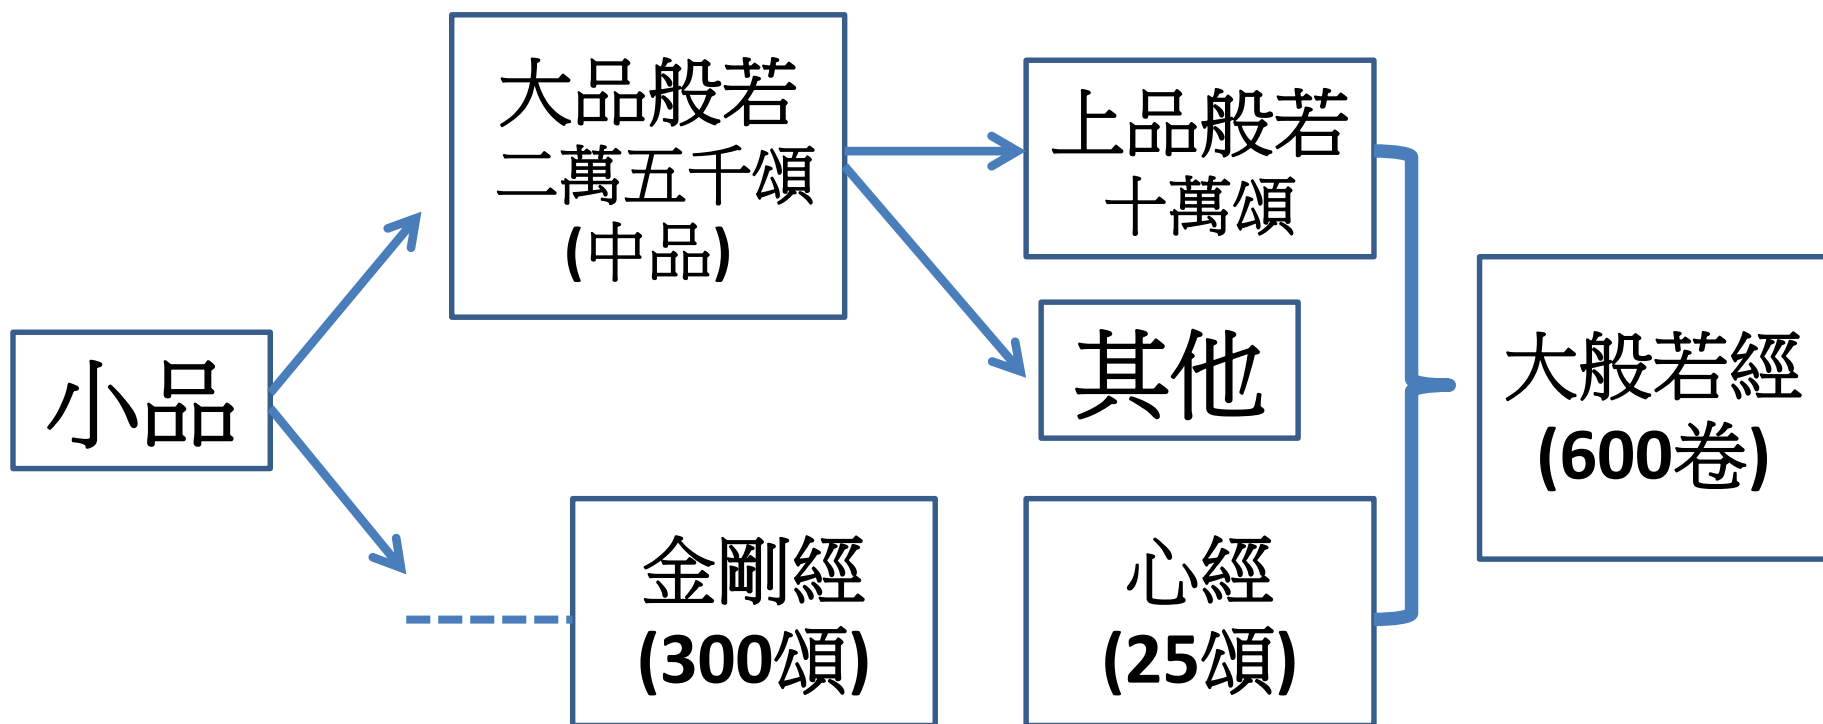 小品
大品般若
二萬五千頌
(中品)
上品般若
十萬頌
其他
金剛經
(300頌)
心經
(25頌)
大般若經
(600卷)